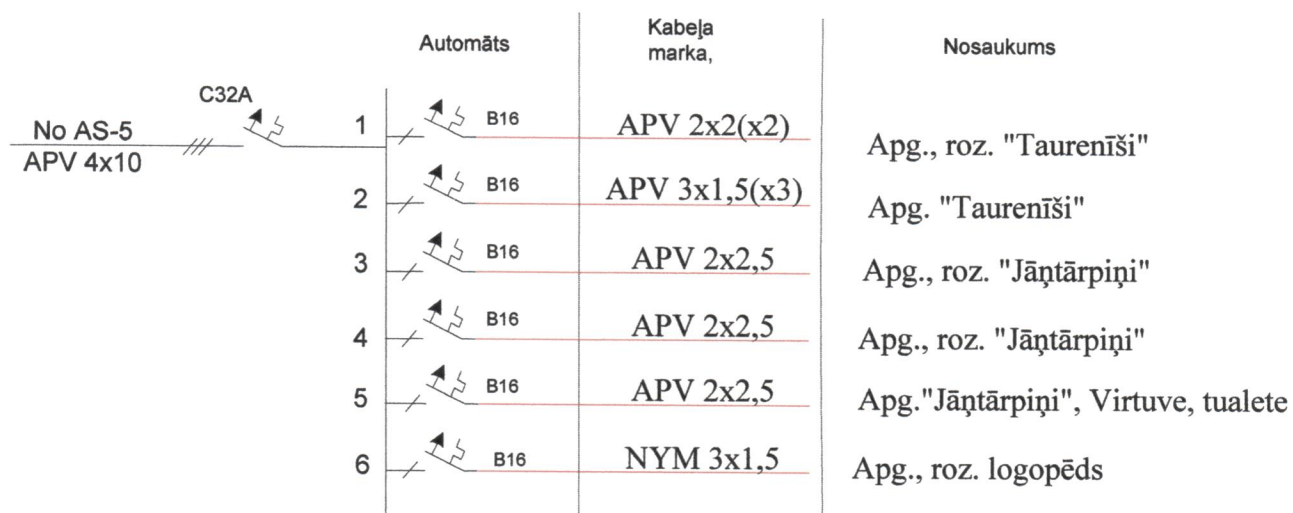 Automāts
Kabeļa
marka,
Nosaukums
C32A
No AS-5
APV 4x10
1 B16 APV 2x2(x2) Apg., roz. "Taurenīši"
2 B16 APV 3x1,5(x3) Apg. "Taurenīši"
3 B16 APV 2x2,5 Apg., roz. "Jāņtārpiņi"
4 B16 APV 2x2,5 Apg., roz. "Jāņtārpiņi"
5 B16 APV 2x2,5 Apg."Jāņtārpiņi", Virtuve, tualete
6 B16 NYM 3x1,5 Apg., roz. logopēds